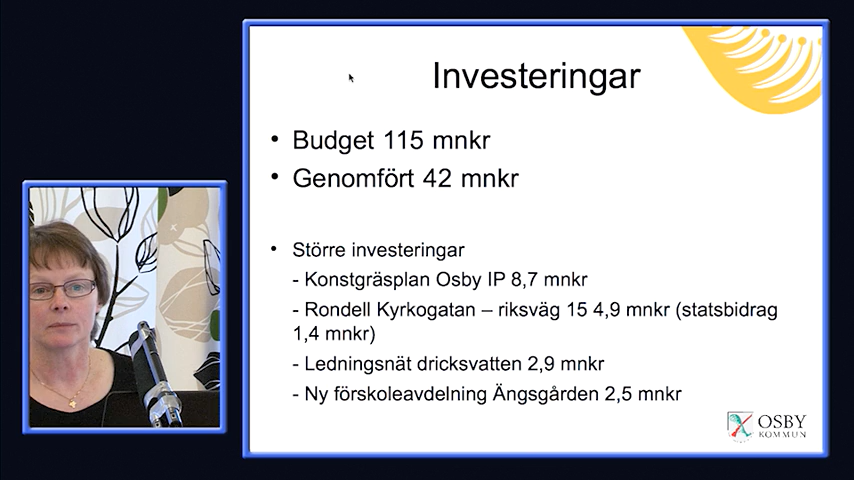 Investeringar
• Budget 115 mnkr
• Genomfört 42 mnkr
• Större investeringar
- Konstgräsplan Osby IP 8,7 mnkr
- Rondell Kyrkogatan – riksväg 15 4,9 mnkr (statsbidrag
1,4 mnkr)
- Ledningsnät dricksvatten 2,9 mnkr
- Ny förskoleavdelning Ängsgården 2,5 mnkr
OSBY
KOMMUN